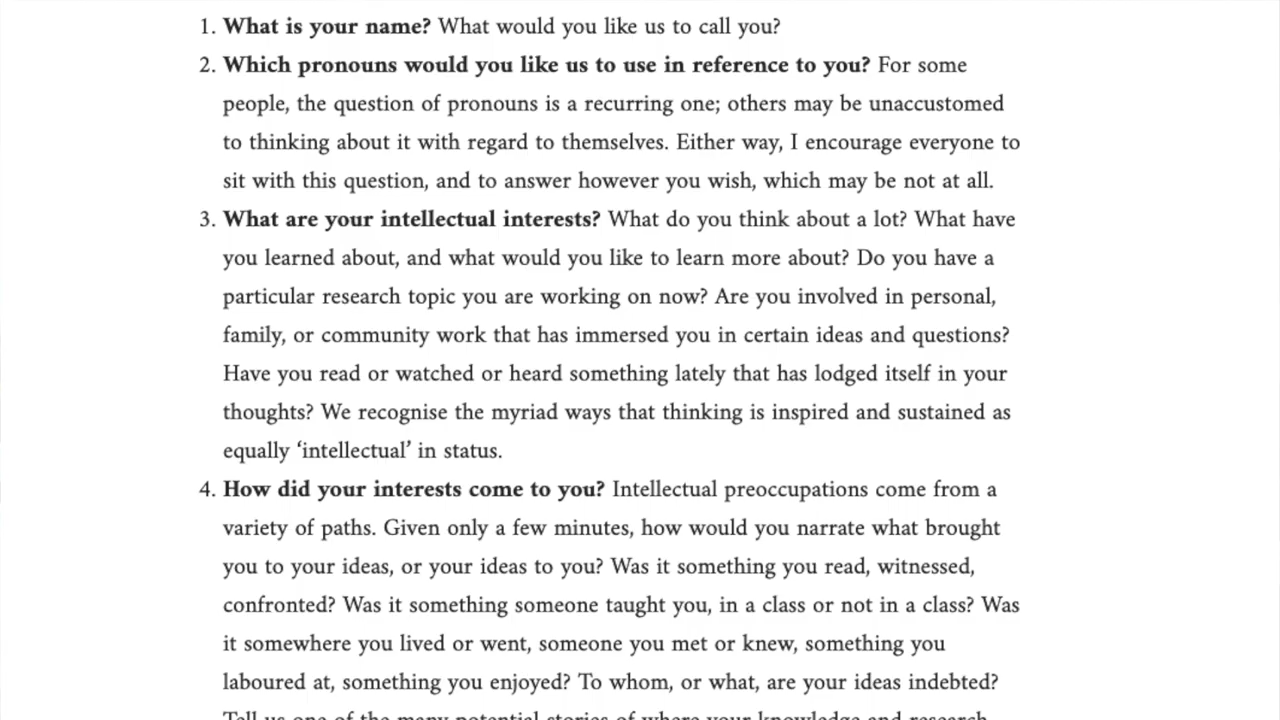 1. What is your name? What would you like us to call you?
2. Which pronouns would you like us to use in reference to you? For some
people, the question of pronouns is a recurring one; others may be unaccustomed
to thinking about it with regard to themselves. Either way, I encourage everyone to
sit with this question, and to answer however you wish, which may be not at all.
3. What are your intellectual interests? What do you think about a lot? What have
you learned about, and what would you like to learn more about? Do you have a
particular research topic you are working on now? Are you involved in personal,
family, or community work that has immersed you in certain ideas and questions?
Have you read or watched or heard something lately that has lodged itself in your
thoughts? We recognise the myriad ways that thinking is inspired and sustained as
equally ‘intellectual’ in status.
4. How did your interests come to you? Intellectual preoccupations come from a
variety of paths. Given only a few minutes, how would you narrate what brought
you to your ideas, or your ideas to you? Was it something you read, witnessed,
confronted? Was it something someone taught you, in a class or not in a class? Was
it somewhere you lived or went, someone you met or knew, something you
laboured at, something you enjoyed? To whom, or what, are your ideas indebted?
Tell us one of the many potential stories of where your knowledge and research